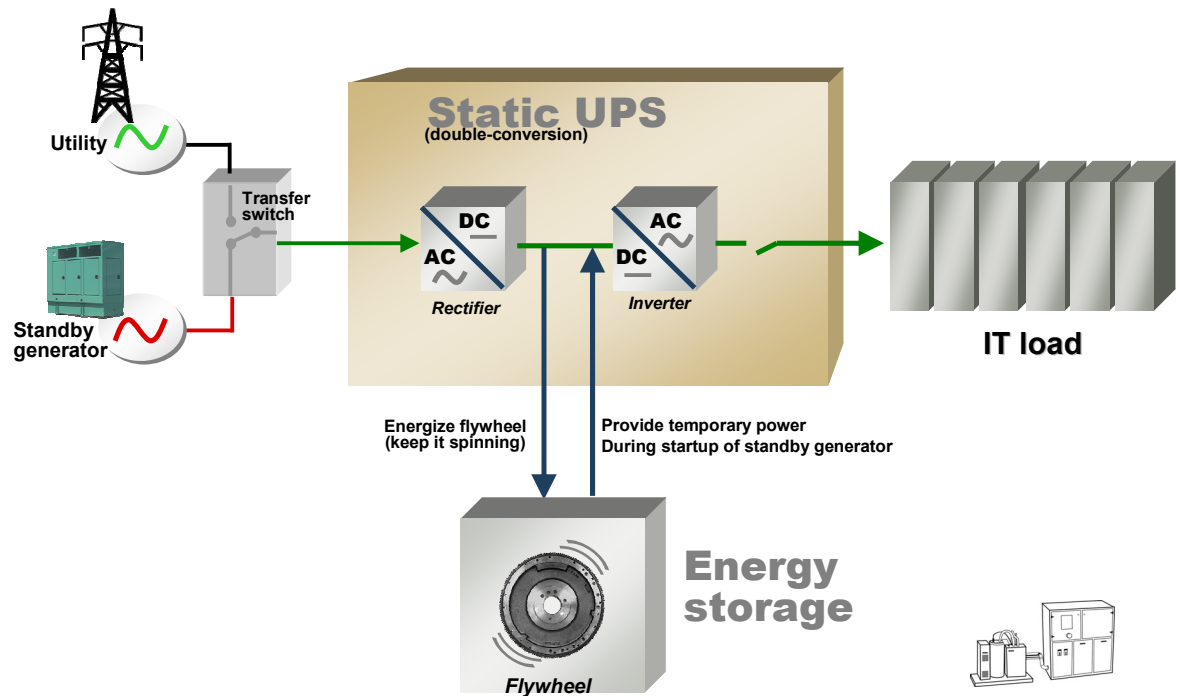 Static UPS
(double-conversion)
Utility
Transfer
switch
DC
AC
Rectifier
AC
DC
Inverter
Standby
generator
IT load
Energize flywheel
(keep it spinning)
Provide temporary power
During startup of standby generator
Energy
storage
Flywheel